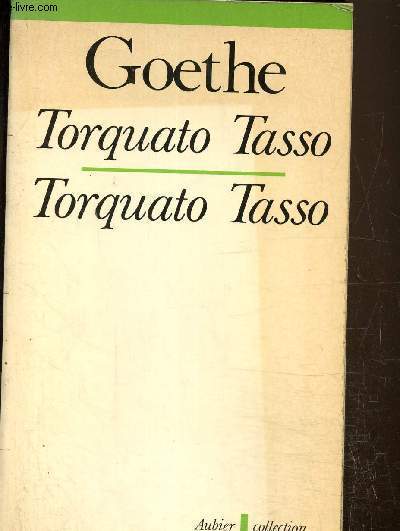 -livre.com
Goethe
Torquato Tasso
Torquato Tasso
Aubier collection